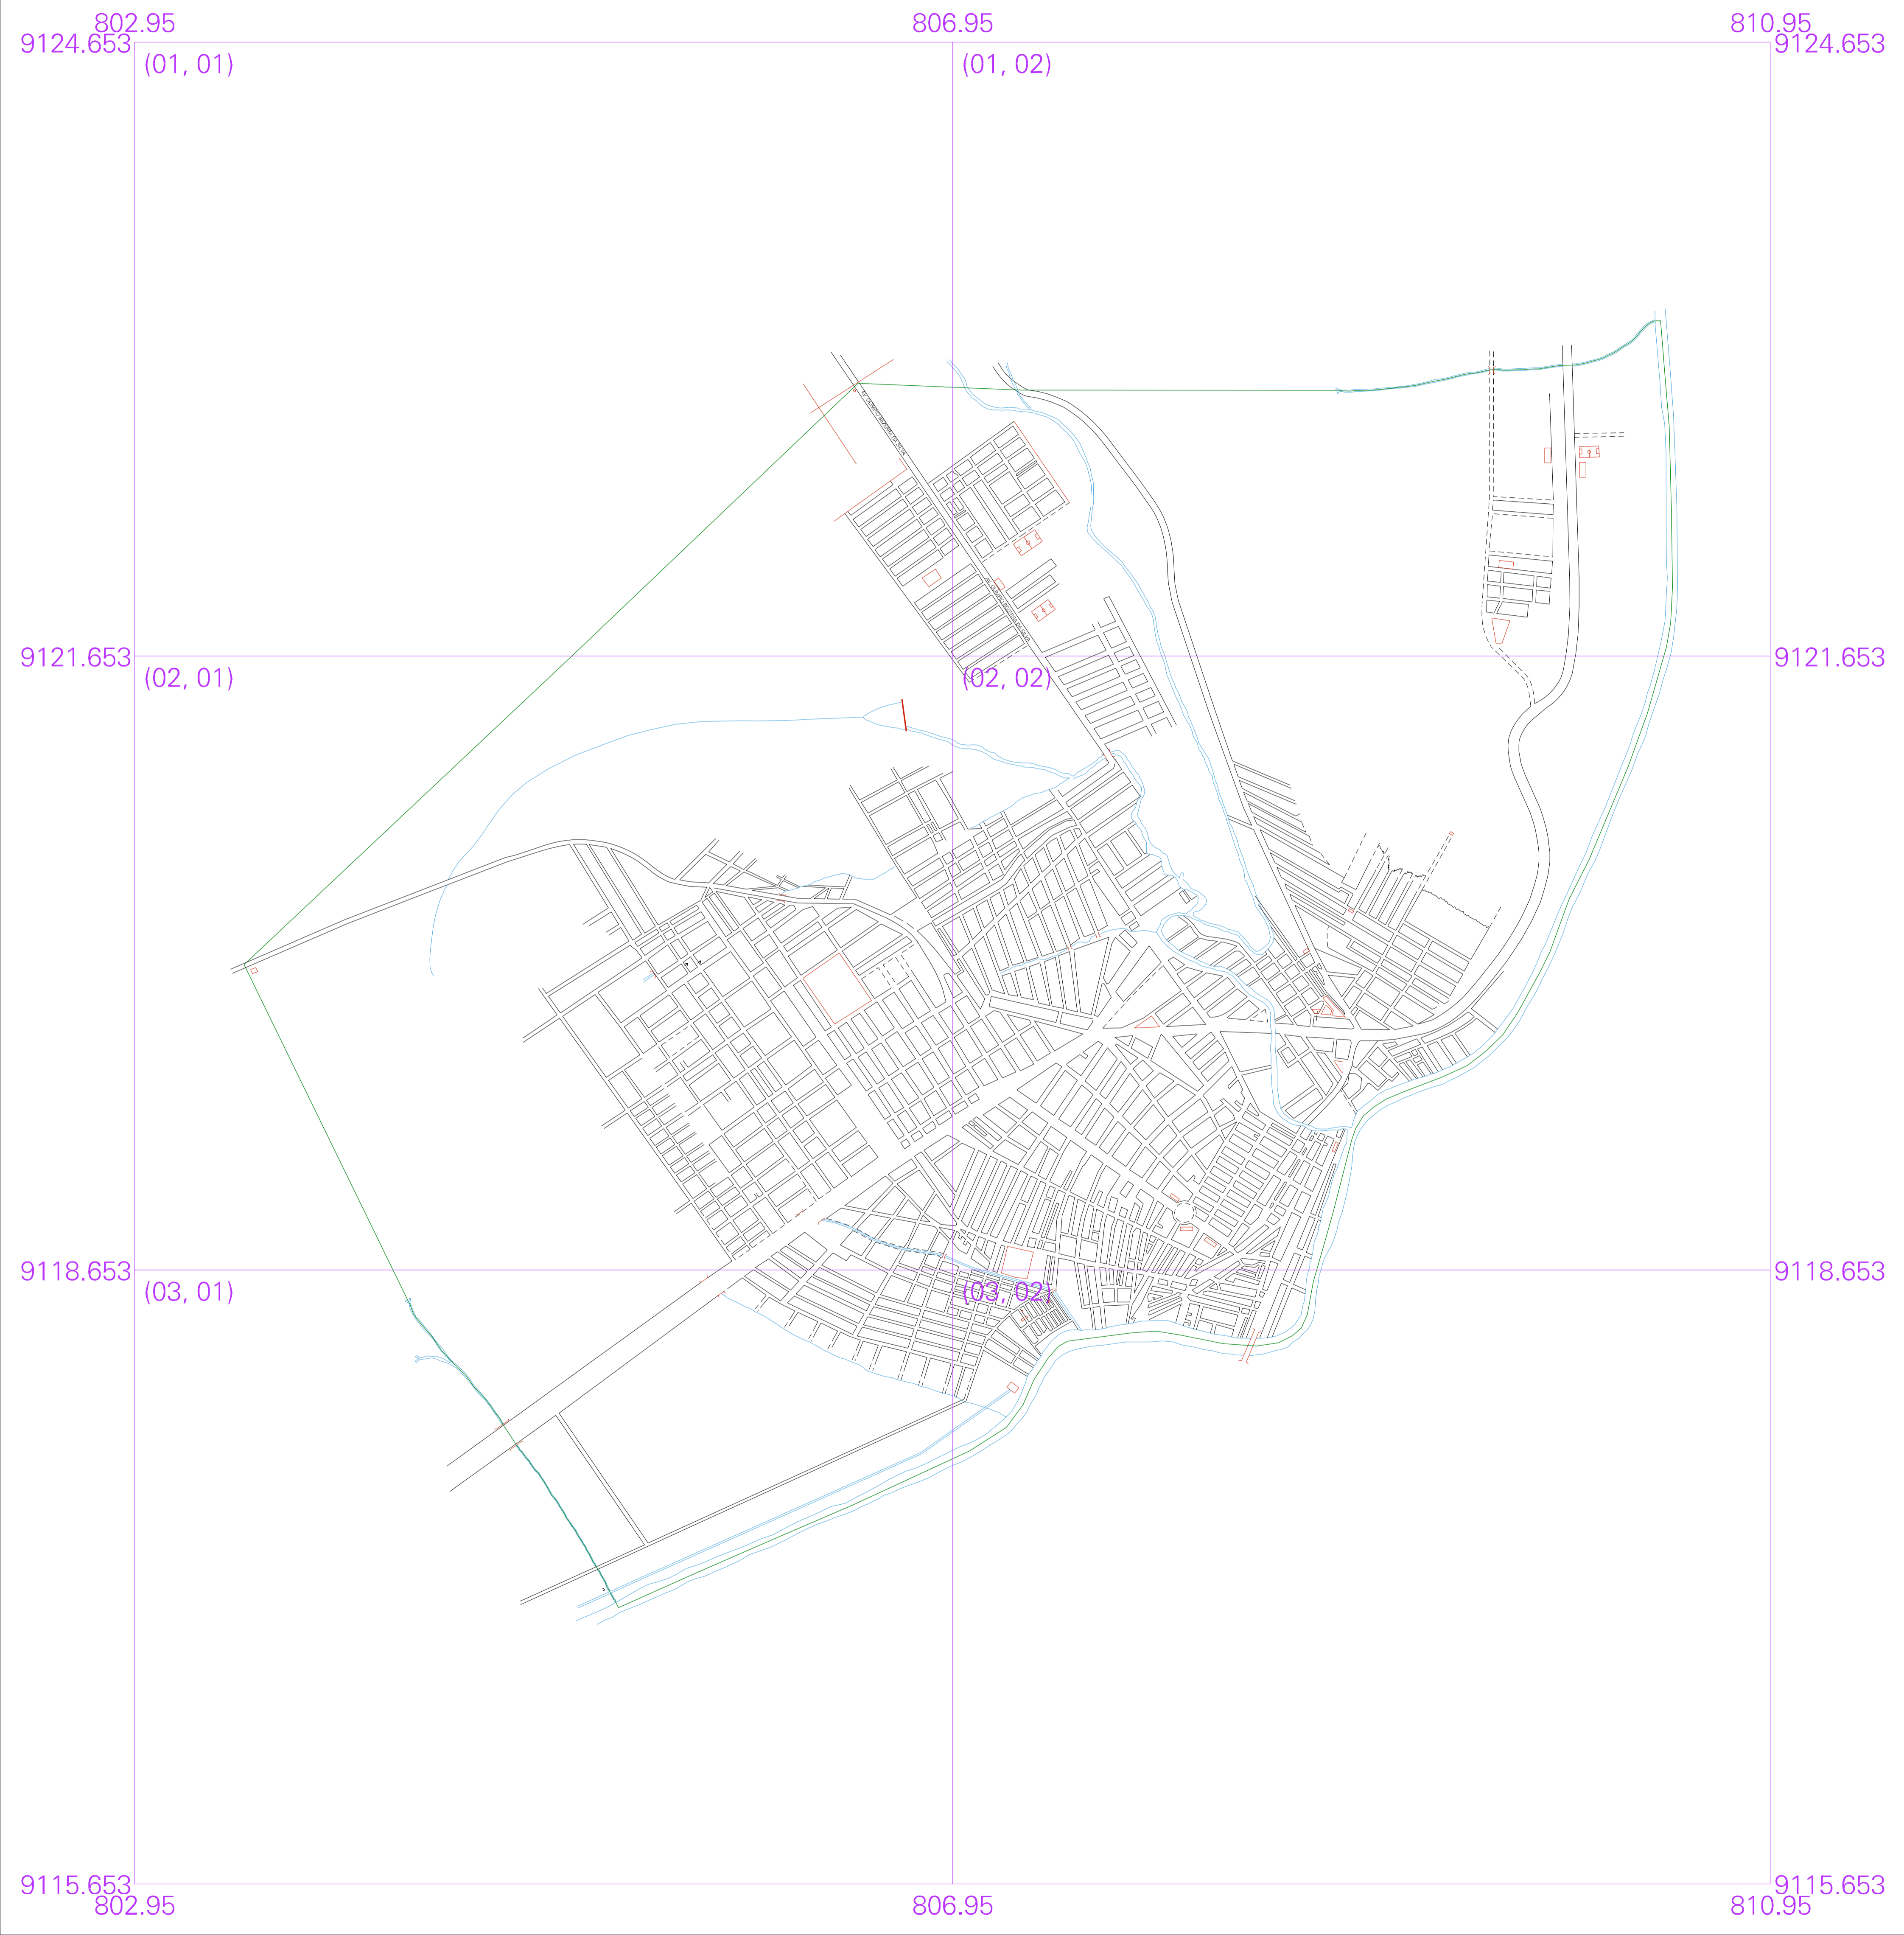 802.95 806.95 810.95
9124.653 9124.653
(01, 01) (01, 02)
9121.653 9121.653
(02, 01) (02, 02)
9118.653 9118.653
(03, 01) (03, 02)
9115.653 9115.653
802.95 806.95 810.95